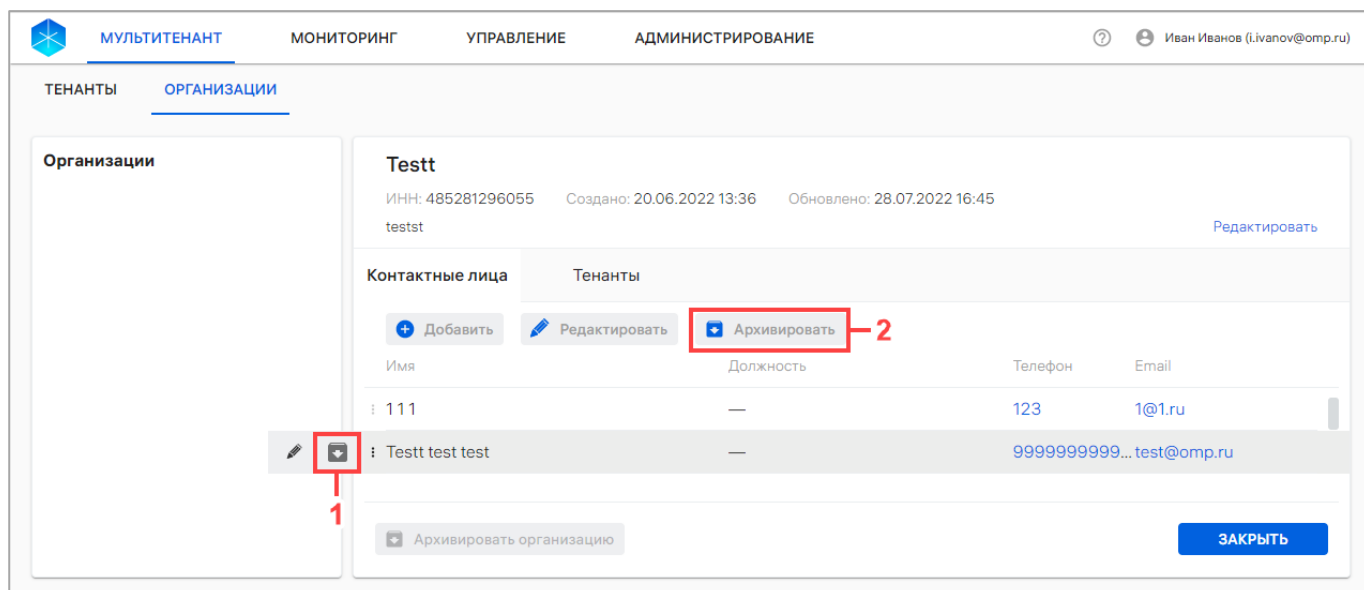 МУЛЬТИТЕНАНТ МОНИТОРИНГ УПРАВЛЕНИЕ АДМИНИСТРИРОВАНИЕ ? Иван Иванов (i.ivanov@omp.ru)
ТЕНАНТЫ ОРГАНИЗАЦИИ
Организации
Testt
ИНН: 485281296055 Создано: 20.06.2022 13:36 Обновлено: 28.07.2022 16:45
testst Редактировать
Контактные лица Тенанты
Добавить Редактировать Архивировать 2
Имя Должность Телефон Email
111 — 123 1@1.ru
Testt test test — 9999999999... test@omp.ru
1
Архивировать организацию ЗАКРЫТЬ